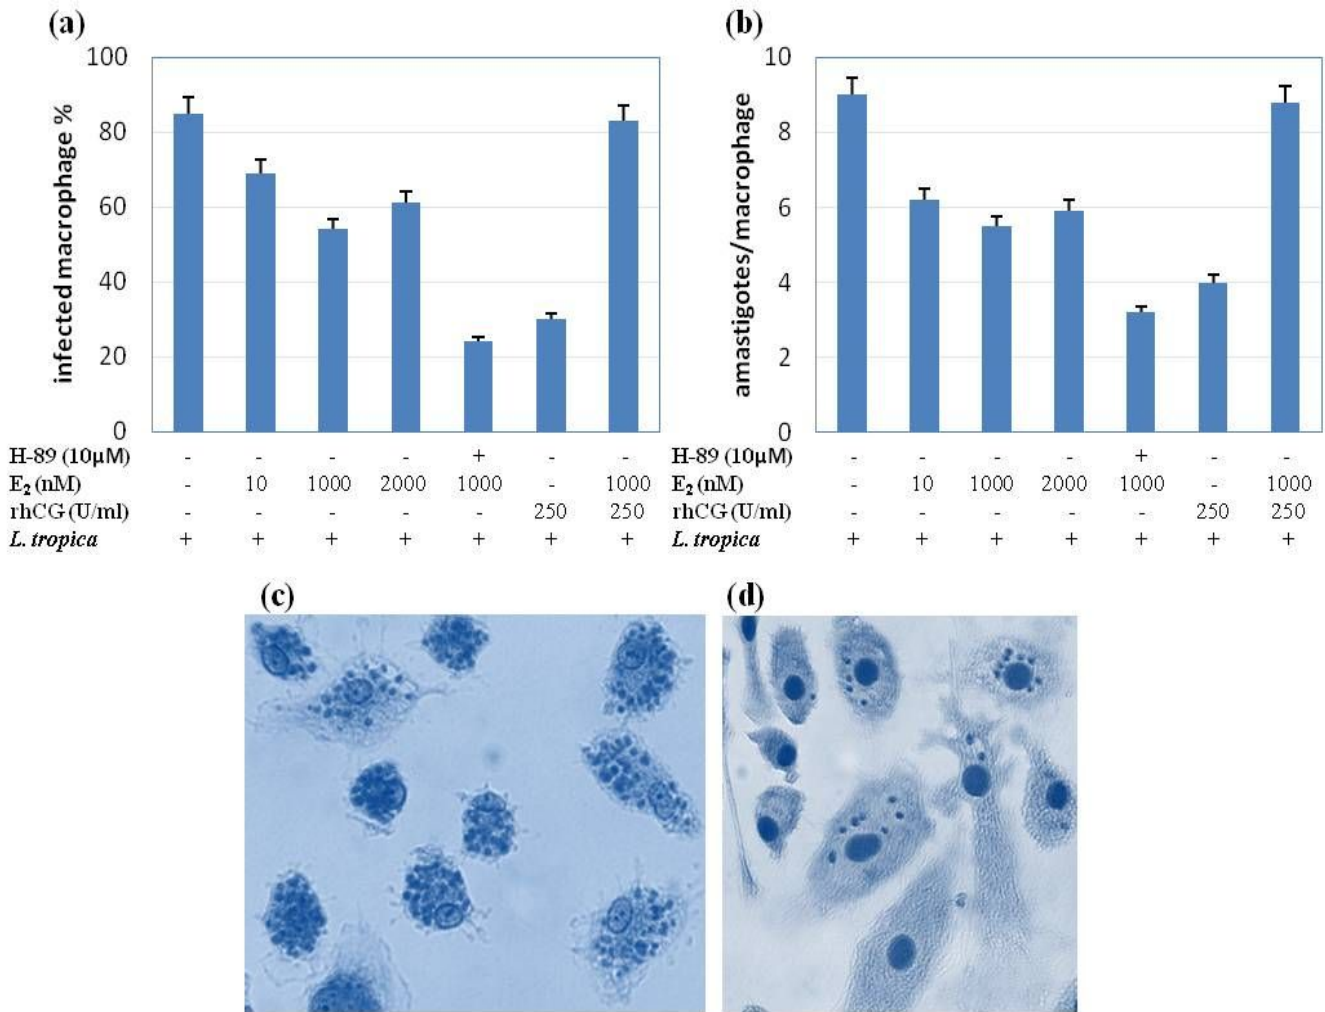 (a)
100
80
60
40
20
0
infected macrophage %
H-89 (10μM) - - - - + - -
E₂ (nM) - 10 1000 2000 1000 - 1000
rhCG (U/ml) - - - - - 250 250
L. tropica + + + + + + +
(b)
10
8
6
4
2
0
amastigotes/macrophage
H-89 (10μM) - - - - + - -
E₂ (nM) - 10 1000 2000 1000 - 1000
rhCG (U/ml) - - - - - 250 250
L. tropica + + + + + + +
(c)
(d)